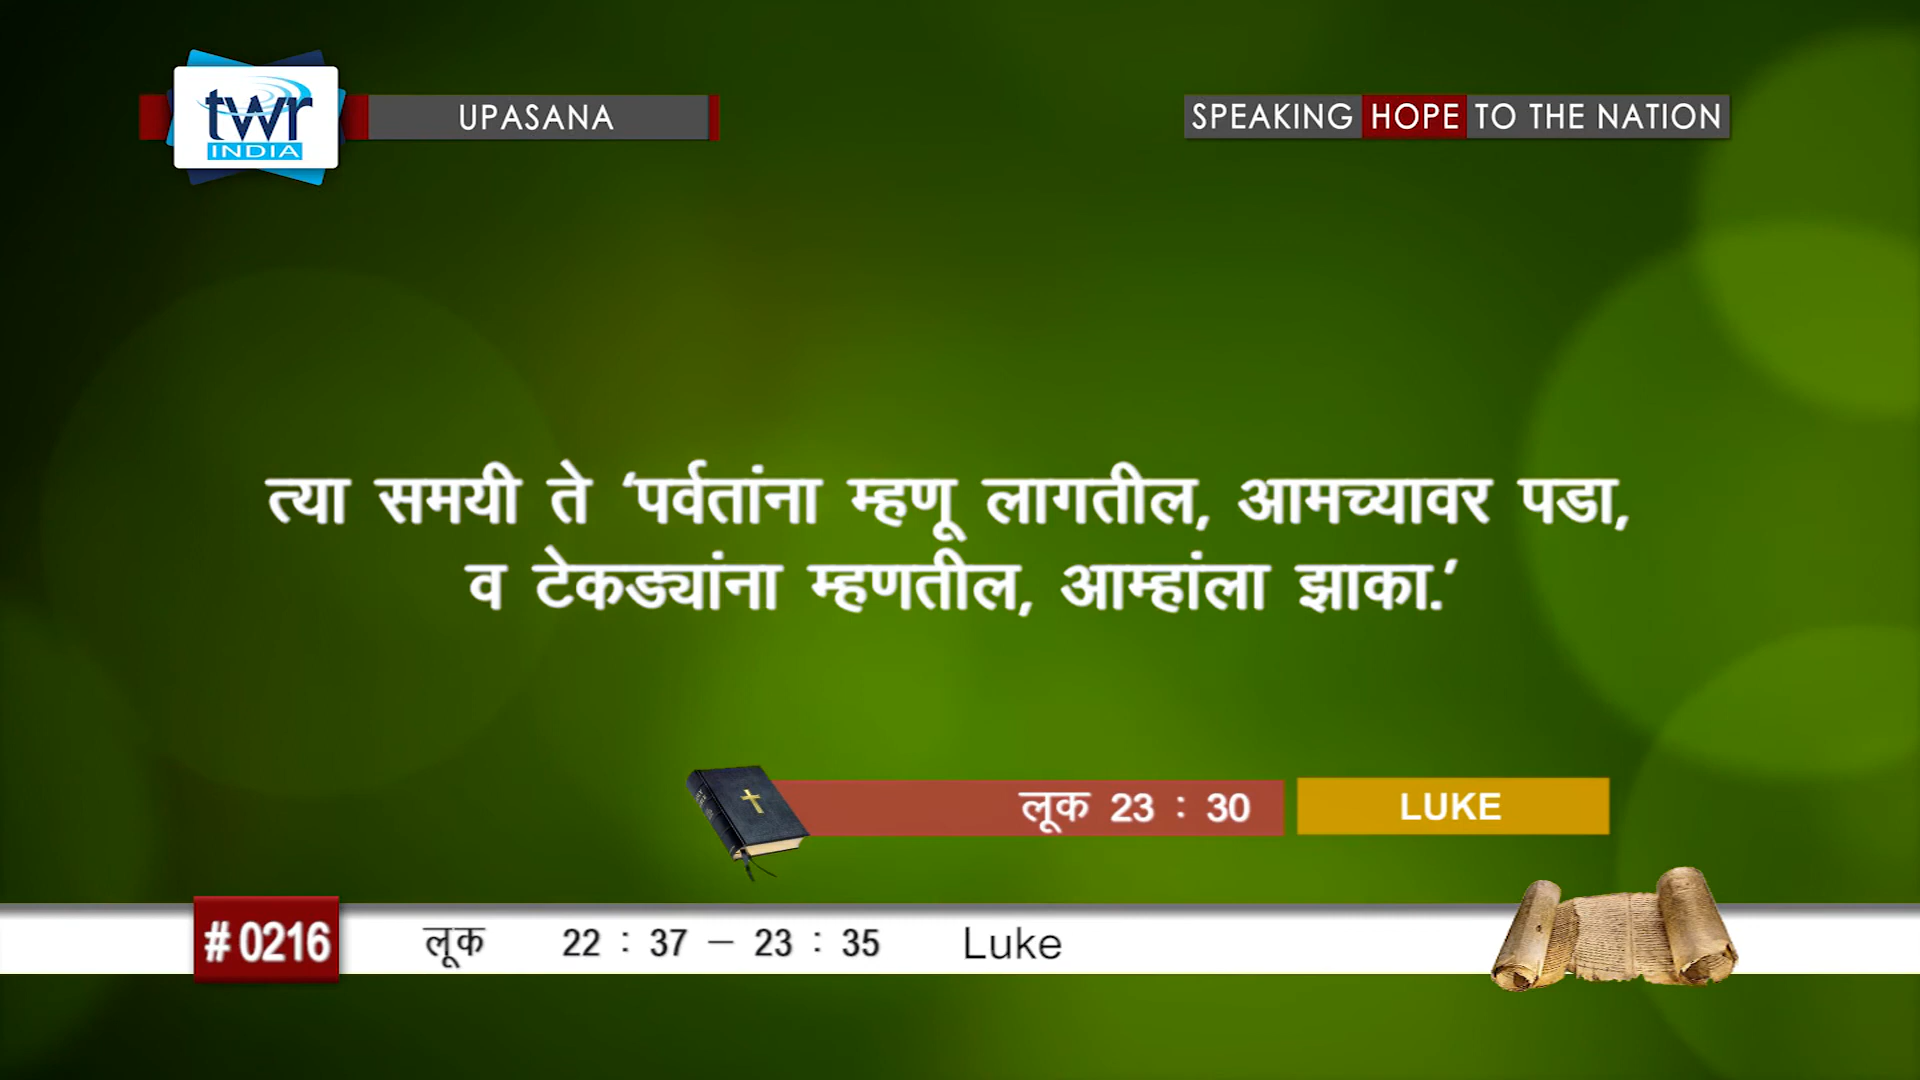 twr
INDIA
UPASANA
SPEAKING HOPE TO THE NATION
त्या समयी ते ‘पर्वतांना म्हणू लागतील, आमच्यावर पडा,
व टेकड्यांना म्हणतील, आम्हांला झाका.’
लूक 23 : 30
LUKE
# 0216
लूक 22 : 37 – 23 : 35 Luke